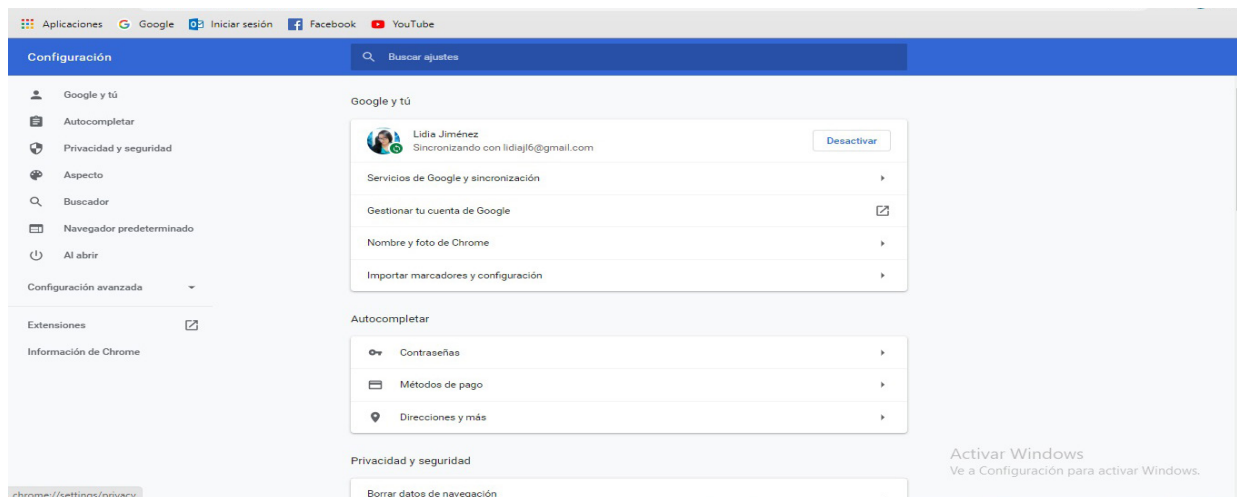 Aplicaciones Google Iniciar sesión Facebook YouTube
Configuración
Buscar ajustes
Google y tú
Autocompletar
Privacidad y seguridad
Aspecto
Buscador
Navegador predeterminado
Al abrir
Configuración avanzada
Extensiones
Información de Chrome
Google y tú
Lidia Jiménez
Sincronizando con lidiajl6@gmail.com
Desactivar
Servicios de Google y sincronización
Gestionar tu cuenta de Google
Nombre y foto de Chrome
Importar marcadores y configuración
Autocompletar
Contraseñas
Métodos de pago
Direcciones y más
Privacidad y seguridad
Borrar datos de navegación
Activar Windows
Ve a Configuración para activar Windows.
chrome://settings/privacy